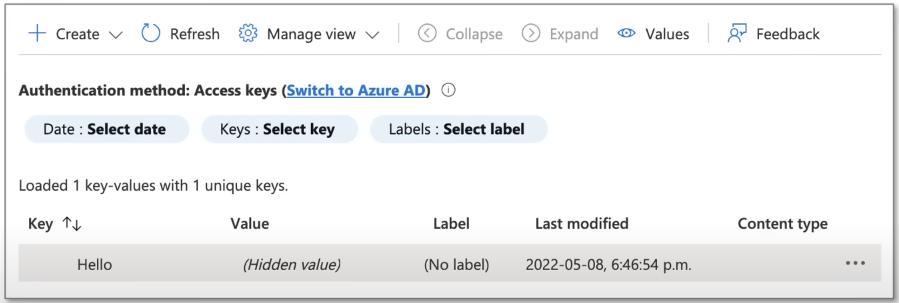 Create Refresh Manage view Collapse Expand Values Feedback
Authentication method: Access keys (Switch to Azure AD)
Date : Select date Keys : Select key Labels : Select label
Loaded 1 key-values with 1 unique keys.
Key ↑↓ Value Label Last modified Content type
Hello (Hidden value) (No label) 2022-05-08, 6:46:54 p.m. •••